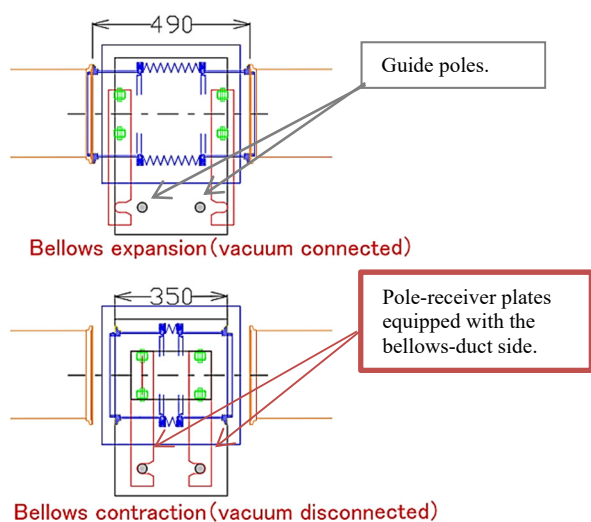 490
Guide poles.
Bellows expansion(vacuum connected)
350
Pole-receiver plates
equipped with the
bellows-duct side.
Bellows contraction(vacuum disconnected)